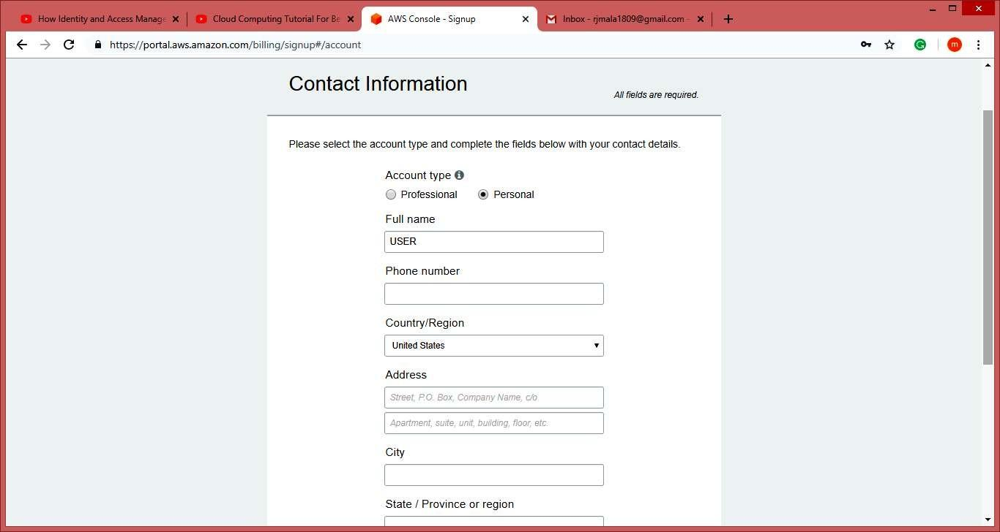 How Identity and Access Manage
Cloud Computing Tutorial For Be
AWS Console - Signup
Inbox - rjmala1809@gmail.com -
https://portal.aws.amazon.com/billing/signup#/account
m
Contact Information
All fields are required.
Please select the account type and complete the fields below with your contact details.
Account type
Professional Personal
Full name
USER
Phone number
Country/Region
United States
Address
Street, P.O. Box, Company Name, c/o
Apartment, suite, unit, building, floor, etc.
City
State / Province or region